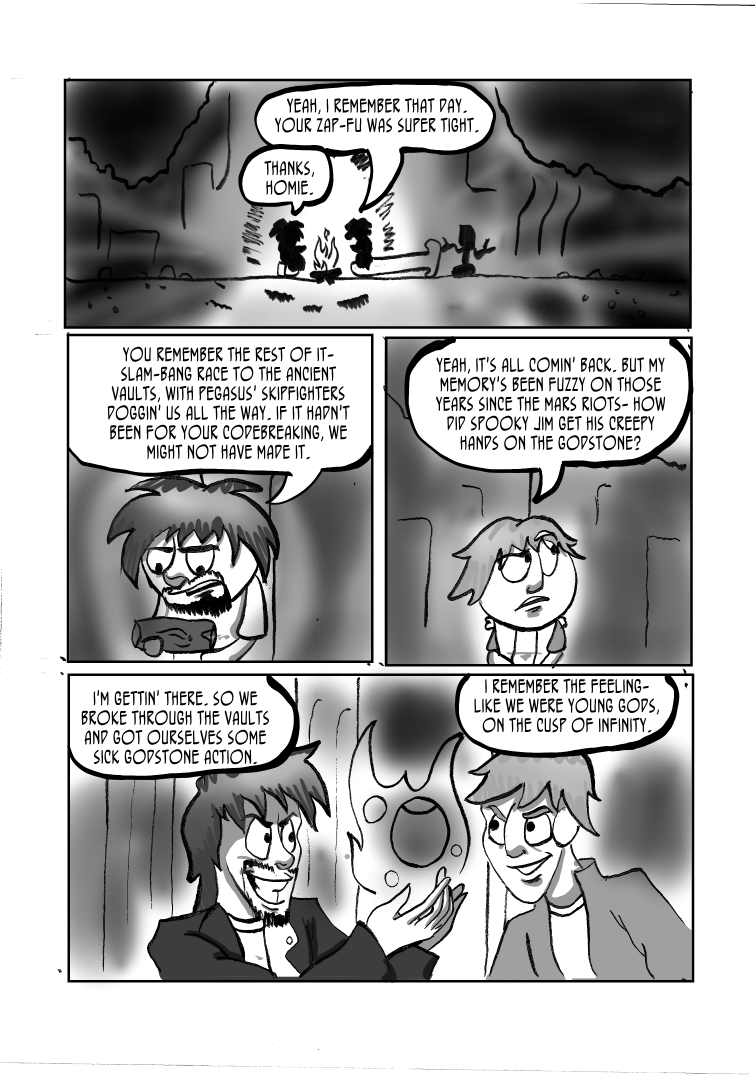 YEAH, I REMEMBER THAT DAY.
YOUR ZAP-FU WAS SUPER TIGHT.
THANKS,
HOMIE.
YOU REMEMBER THE REST OF IT-
SLAM-BANG RACE TO THE ANCIENT
VAULTS, WITH PEGASUS' SKIPFIGHTERS
DOGGIN' US ALL THE WAY. IF IT HADN'T
BEEN FOR YOUR CODEBREAKING, WE
MIGHT NOT HAVE MADE IT.
YEAH, IT'S ALL COMIN' BACK. BUT MY
MEMORY'S BEEN FUZZY ON THOSE
YEARS SINCE THE MARS RIOTS- HOW
DID SPOOKY JIM GET HIS CREEPY
HANDS ON THE GODSTONE?
I'M GETTIN' THERE. SO WE
BROKE THROUGH THE VAULTS
AND GOT OURSELVES SOME
SICK GODSTONE ACTION.
I REMEMBER THE FEELING-
LIKE WE WERE YOUNG GODS,
ON THE CUSP OF INFINITY.